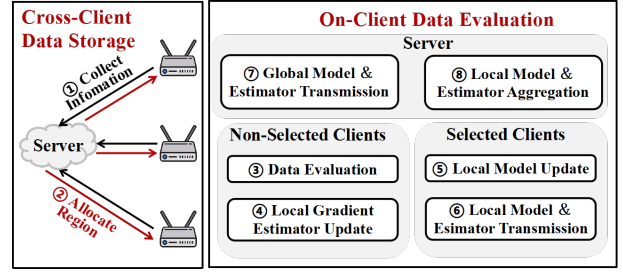 Cross-Client
Data Storage
① Collect
Infomation
Server
② Allocate
Region
On-Client Data Evaluation
Server
⑦ Global Model &
Estimator Transmission
⑧ Local Model &
Estimator Aggregation
Non-Selected Clients
③ Data Evaluation
④ Local Gradient
Estimator Update
Selected Clients
⑤ Local Model Update
⑥ Local Model &
Esimator Transmission